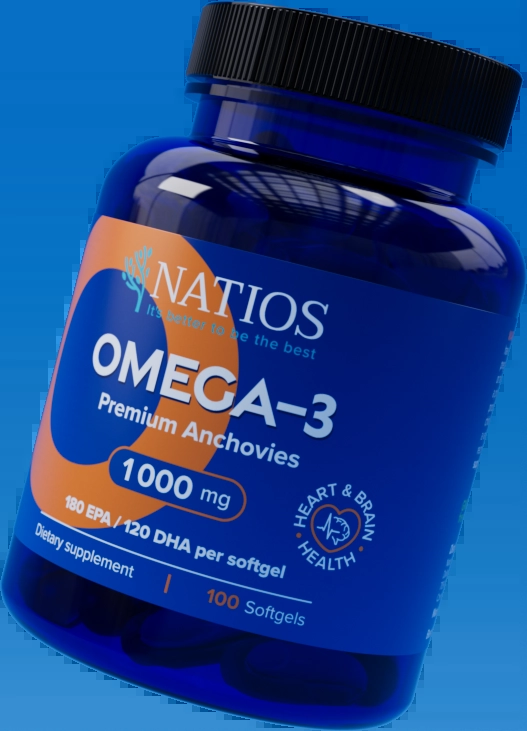 NATIOS
It's better to be the best
OMEGA-3
Premium Anchovies
1000 mg
180 EPA / 120 DHA per softgel
HEART & BRAIN
HEALTH
Dietary supplement | 100 Softgels